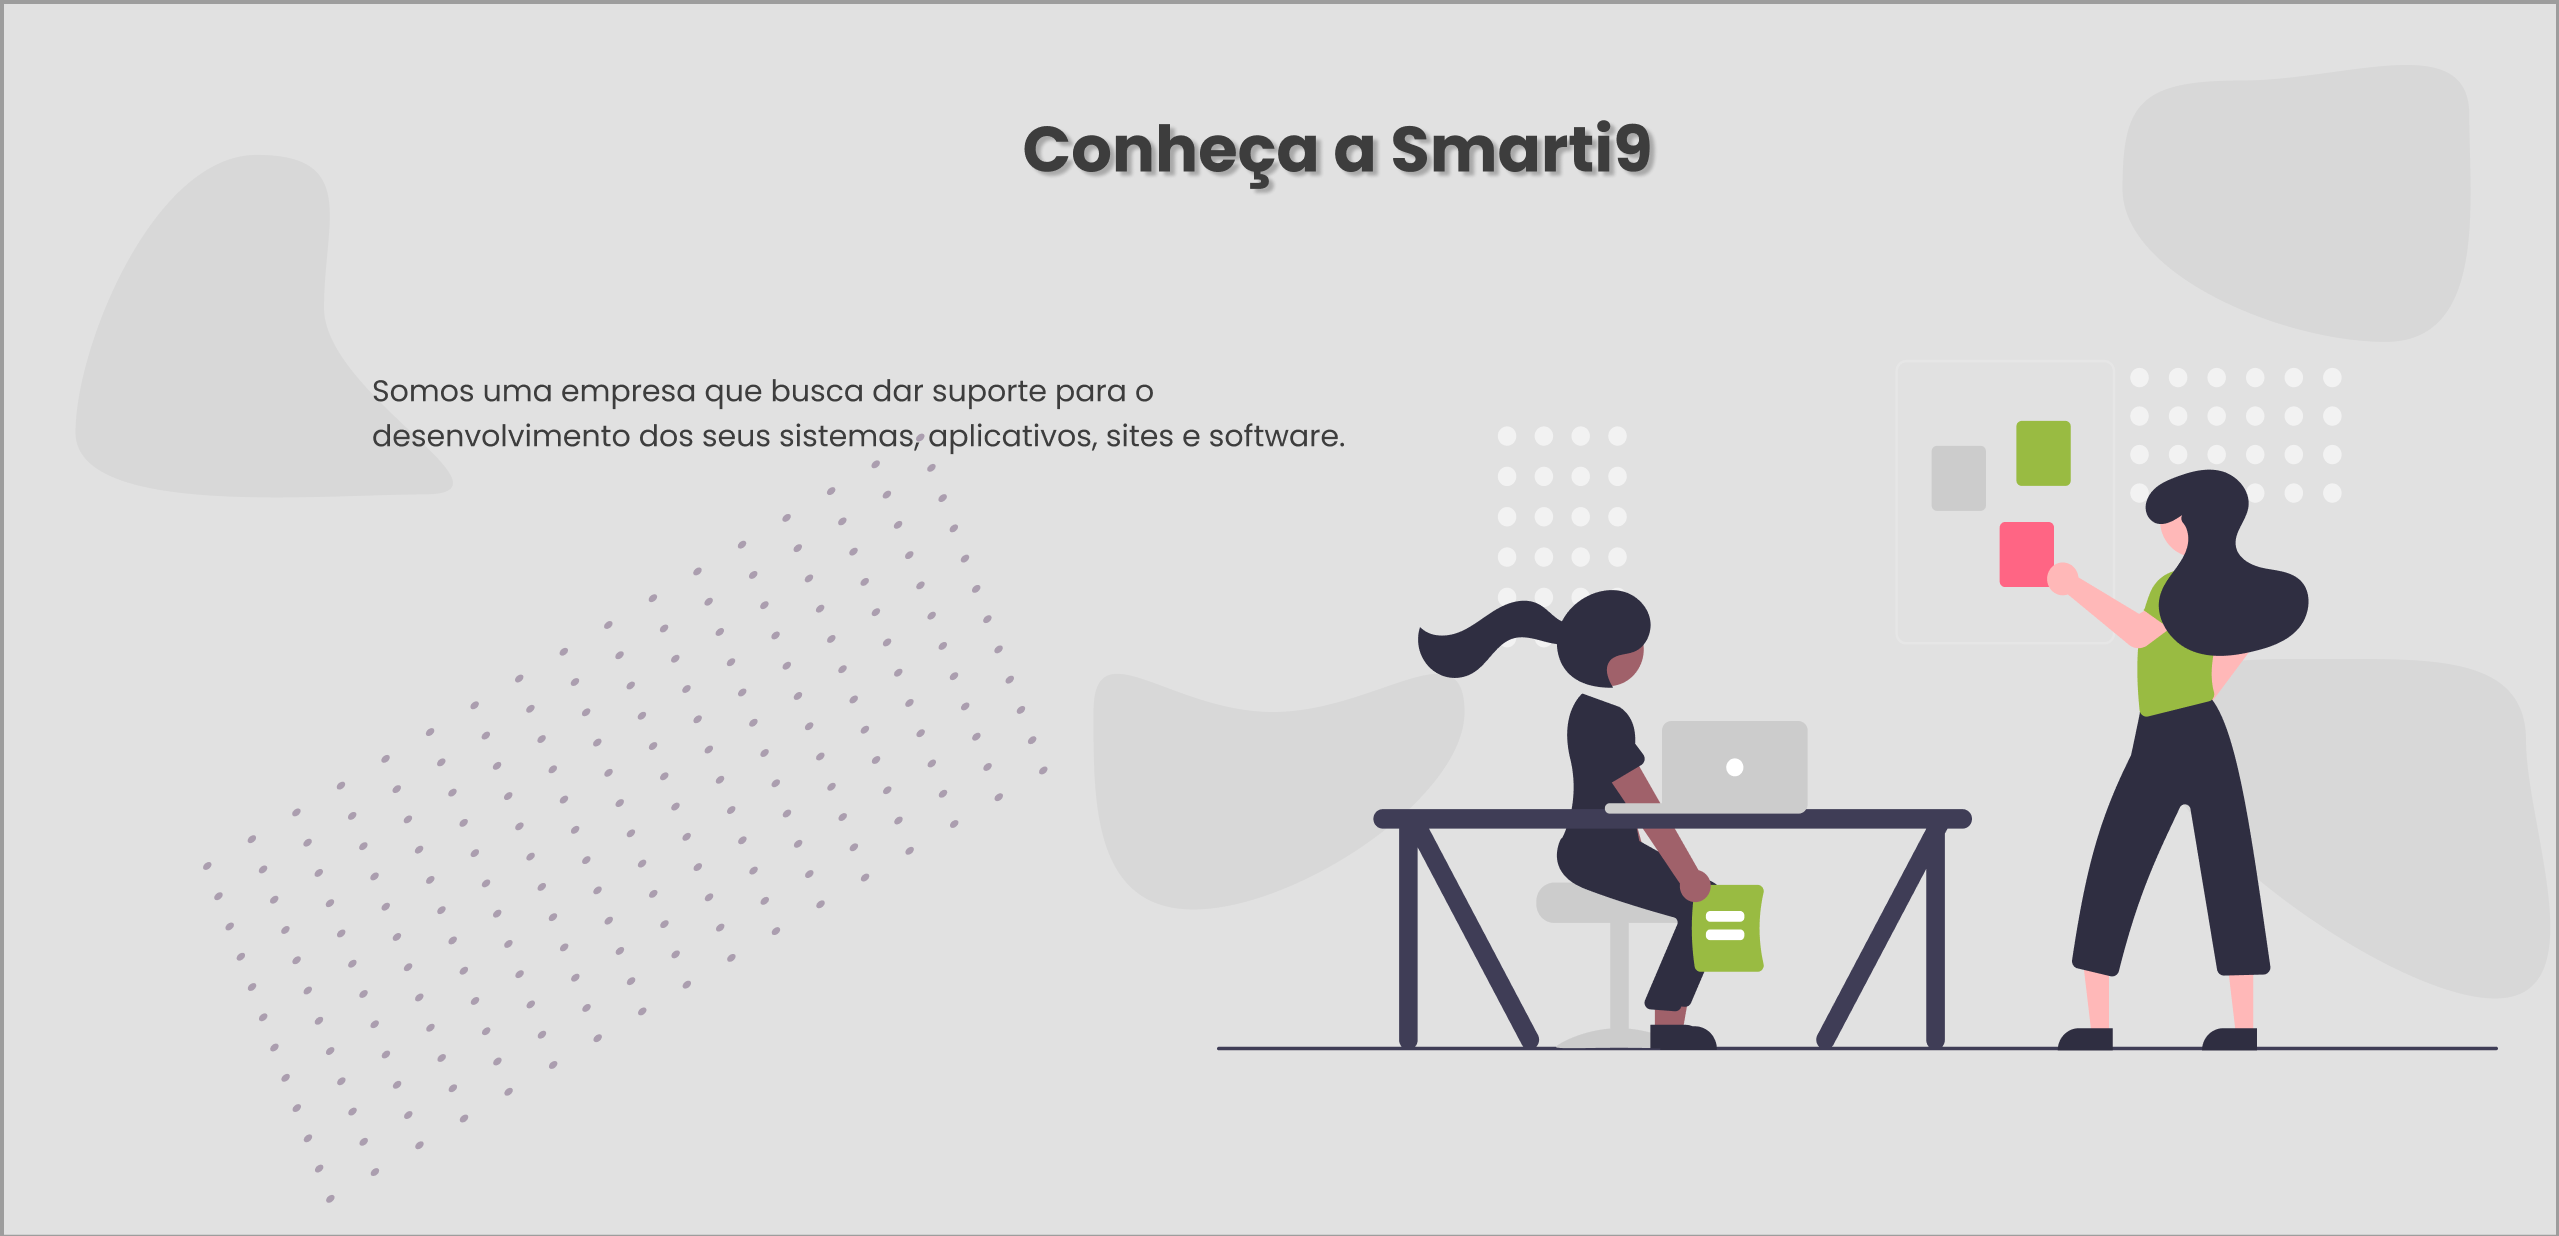 Conheça a Smarti9
Somos uma empresa que busca dar suporte para o
desenvolvimento dos seus sistemas, aplicativos, sites e software.